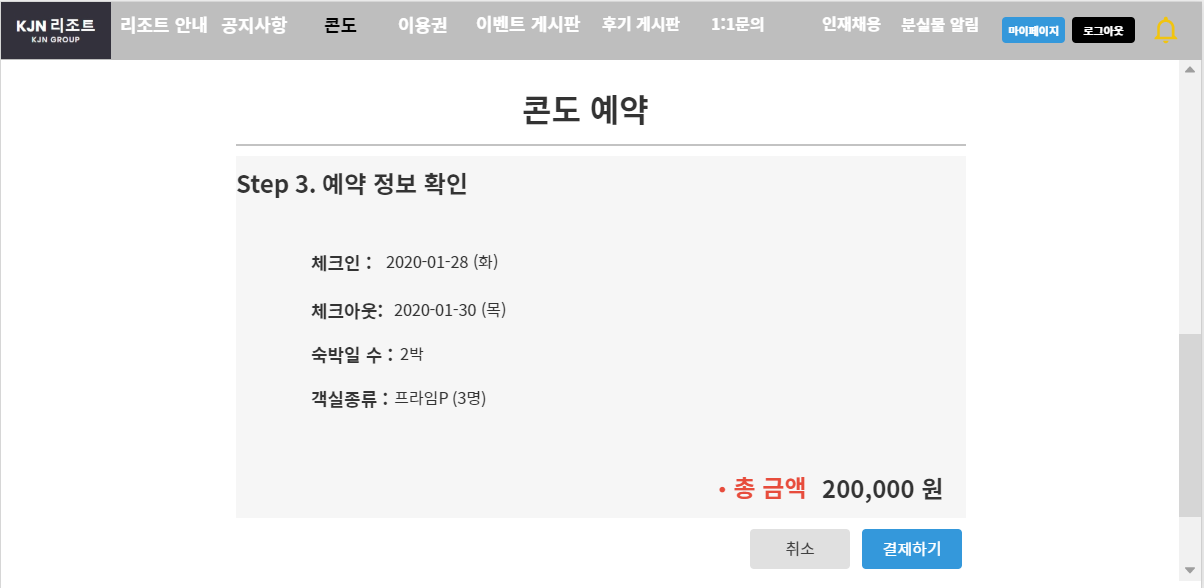 KJN 리조트
KJN GROUP
리조트 안내 공지사항 콘도 이용권 이벤트 게시판 후기 게시판 1:1문의 인재채용 분실물 알림 마이페이지 로그아웃
콘도 예약
Step 3. 예약 정보 확인
체크인 : 2020-01-28 (화)
체크아웃: 2020-01-30 (목)
숙박일 수 : 2박
객실종류 : 프라임P (3명)
• 총 금액 200,000 원
취소 결제하기